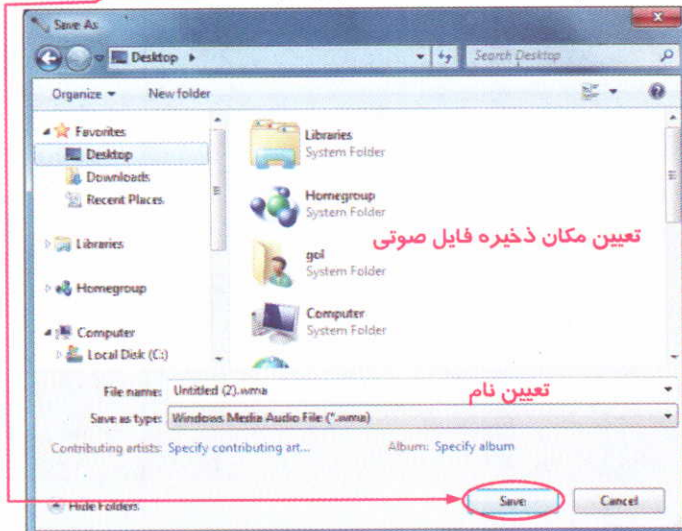 Save As
Desktop
Search Desktop
Organize
New folder
Favorites
Desktop
Downloads
Recent Places
Libraries
Homegroup
Computer
Local Disk (C:)
Libraries
System Folder
Homegroup
System Folder
تعیین مکان ذخیره فایل صوتی
goi
System Folder
Computer
System Folder
File name: Untitled (2).wma
تعیین نام
Save as type: Windows Media Audio File (*.wma)
Contributing artists: Specify contributing art...
Album: Specify album
Hide Folders
Save
Cancel